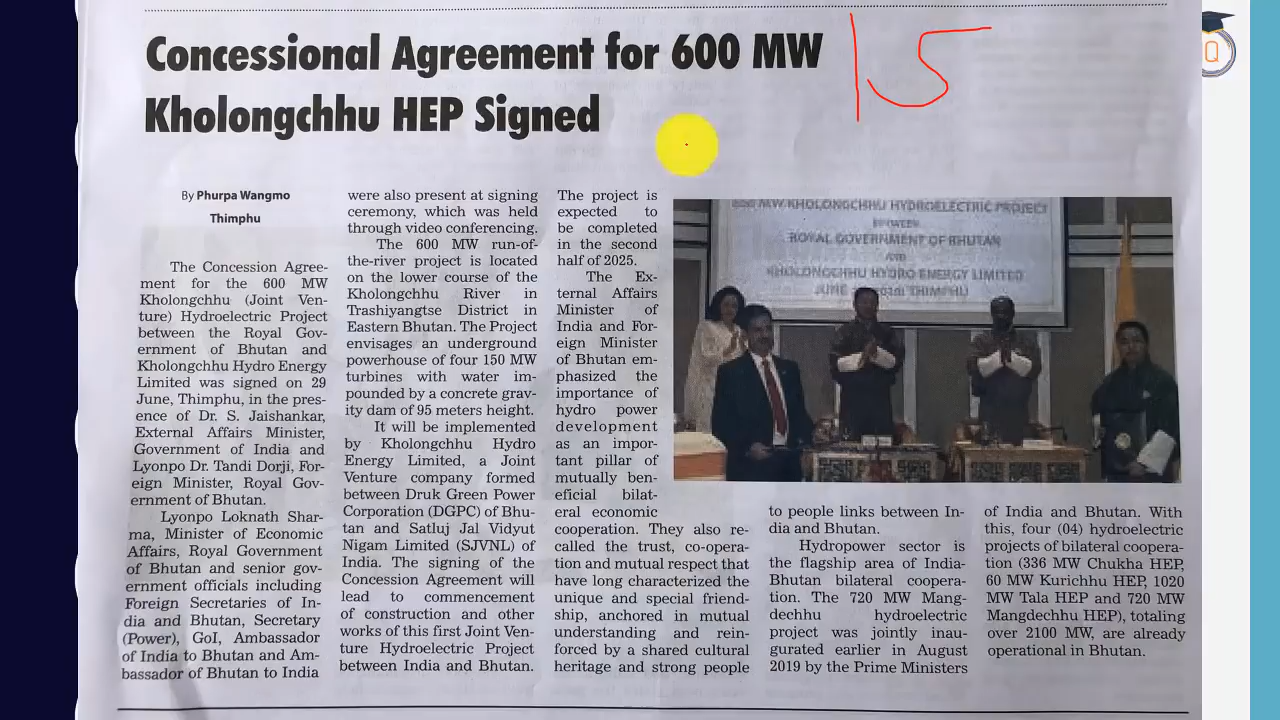 Concessional Agreement for 600 MW
Kholongchhu HEP Signed
15
Q
By Phurpa Wangmo
Thimphu
The Concession Agree-
ment for the 600 MW
Kholongchhu (Joint Ven-
ture) Hydroelectric Project
between the Royal Gov-
ernment of Bhutan and
Kholongchhu Hydro Energy
Limited was signed on 29
June, Thimphu, in the pres-
ence of Dr. S. Jaishankar,
External Affairs Minister,
Government of India and
Lyonpo Dr. Tandi Dorji, For-
eign Minister, Royal Gov-
ernment of Bhutan.
Lyonpo Loknath Shar-
ma, Minister of Economic
Affairs, Royal Government
of Bhutan and senior gov-
ernment officials including
Foreign Secretaries of In-
dia and Bhutan, Secretary
(Power), GoI, Ambassador
of India to Bhutan and Am-
bassador of Bhutan to India
were also present at signing
ceremony, which was held
through video conferencing.
The 600 MW run-of-
the-river project is located
on the lower course of the
Kholongchhu River in
Trashiyangtse District in
Eastern Bhutan. The Project
envisages an underground
powerhouse of four 150 MW
turbines with water im-
pounded by a concrete grav-
ity dam of 95 meters height.
It will be implemented
by Kholongchhu Hydro
Energy Limited, a Joint
Venture company formed
between Druk Green Power
Corporation (DGPC) of Bhu-
tan and Satluj Jal Vidyut
Nigam Limited (SJVNL) of
India. The signing of the
Concession Agreement will
lead to commencement
of construction and other
works of this first Joint Ven-
ture Hydroelectric Project
between India and Bhutan.
The project is
expected to
be completed
in the second
half of 2025.
The Ex-
ternal Affairs
Minister of
India and For-
eign Minister
of Bhutan em-
phasized the
importance of
hydro power
development
as an impor-
tant pillar of
mutually ben-
eficial bilat-
eral economic
cooperation. They also re-
called the trust, co-opera-
tion and mutual respect that
have long characterized the
unique and special friend-
ship, anchored in mutual
understanding and rein-
forced by a shared cultural
heritage and strong people
MW KHOLONGCHHU HYDROELECTRIC PROJECT
BETWEEN
ROYAL GOVERNMENT OF BHUTAN
AND
KHOLONGCHHU HYDRO ENERGY LIMITED
JUNE THIMPHU
to people links between In-
dia and Bhutan.
Hydropower sector is
the flagship area of India-
Bhutan bilateral coopera-
tion. The 720 MW Mang-
dechhu hydroelectric
project was jointly inau-
gurated earlier in August
2019 by the Prime Ministers
of India and Bhutan. With
this, four (04) hydroelectric
projects of bilateral coopera-
tion (336 MW Chukha HEP,
60 MW Kurichhu HEP, 1020
MW Tala HEP and 720 MW
Mangdechhu HEP), totaling
over 2100 MW, are already
operational in Bhutan.